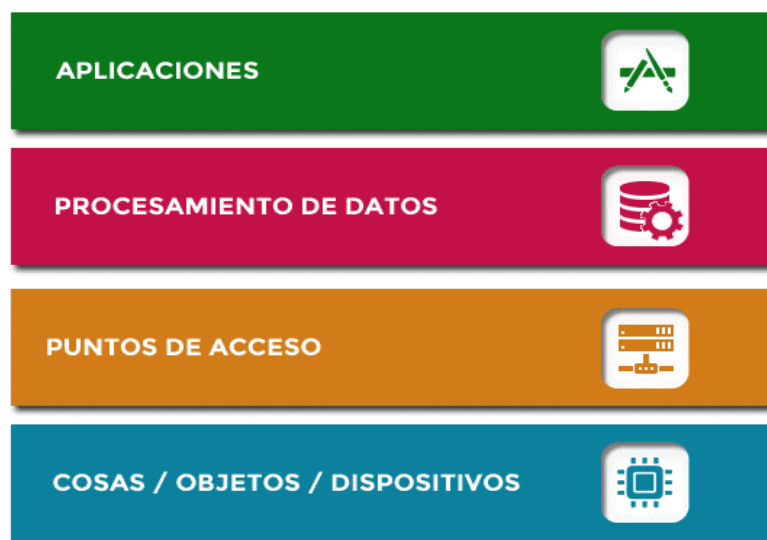 APLICACIONES
PROCESAMIENTO DE DATOS
PUNTOS DE ACCESO
COSAS / OBJETOS / DISPOSITIVOS